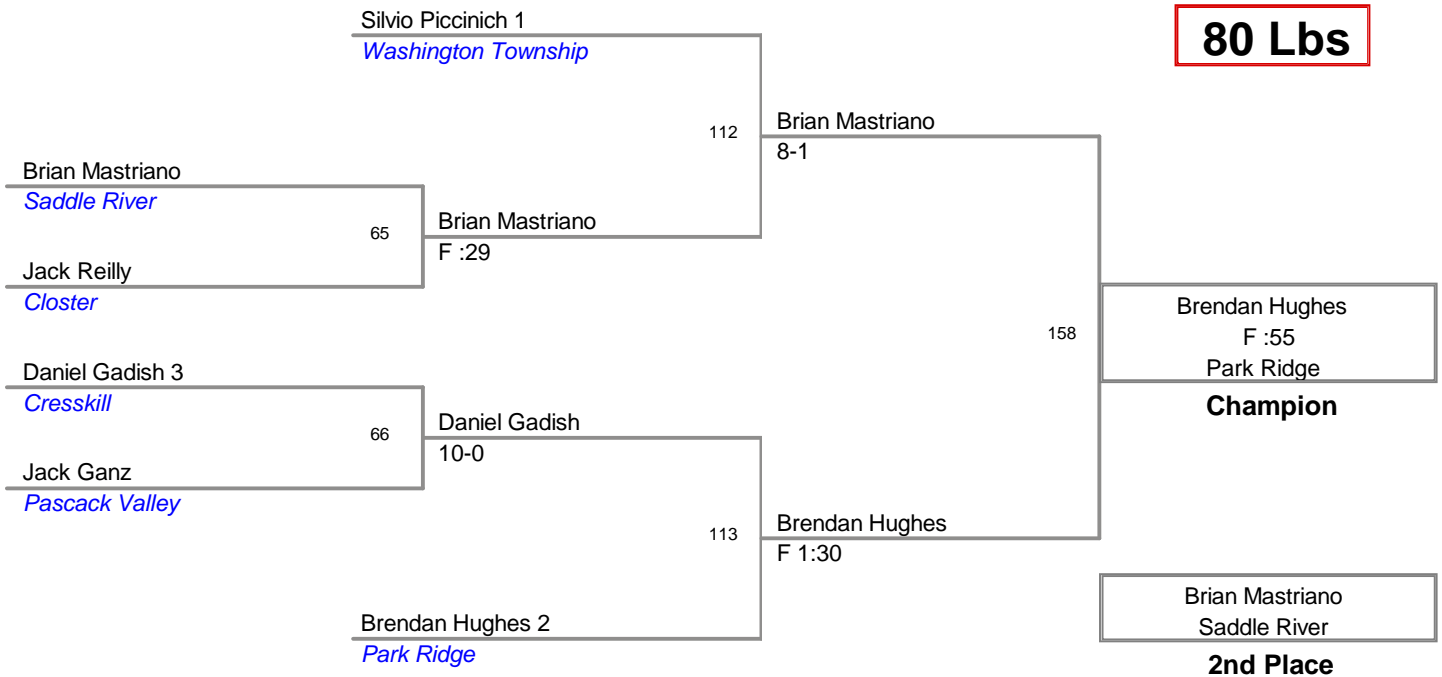 Silvio Piccinich 1
Washington Township
80 Lbs
112
Brian Mastriano
8-1
Brian Mastriano
Saddle River
65
Brian Mastriano
F :29
Jack Reilly
Closter
158
Brendan Hughes
F :55
Park Ridge
Champion
Daniel Gadish 3
Cresskill
66
Daniel Gadish
10-0
Jack Ganz
Pascack Valley
113
Brendan Hughes
F 1:30
Brendan Hughes 2
Park Ridge
Brian Mastriano
Saddle River
2nd Place